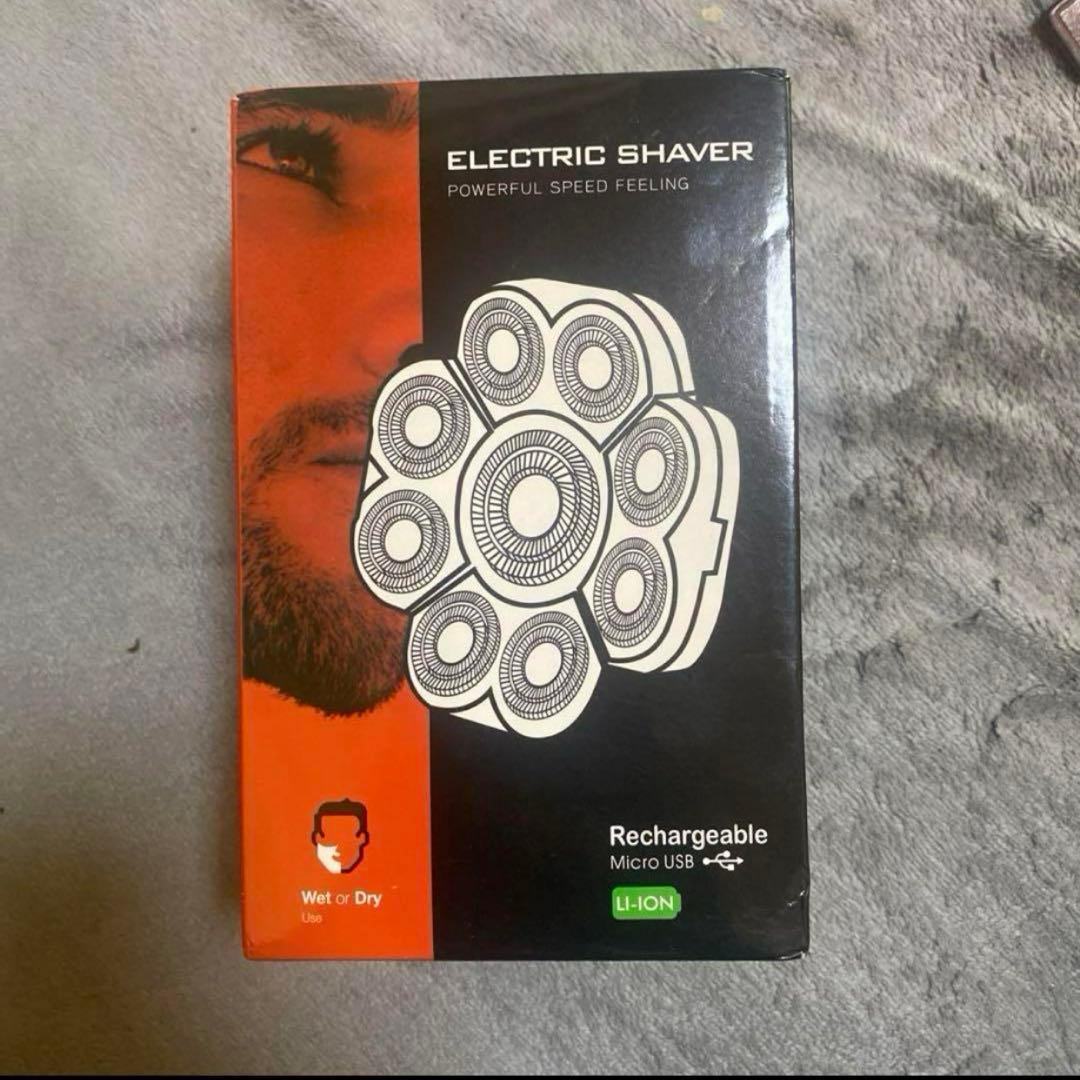 ELECTRIC SHAVER
POWERFUL SPEED FEELING
Rechargeable
Micro USB
LI-ION
Wet or Dry
Use